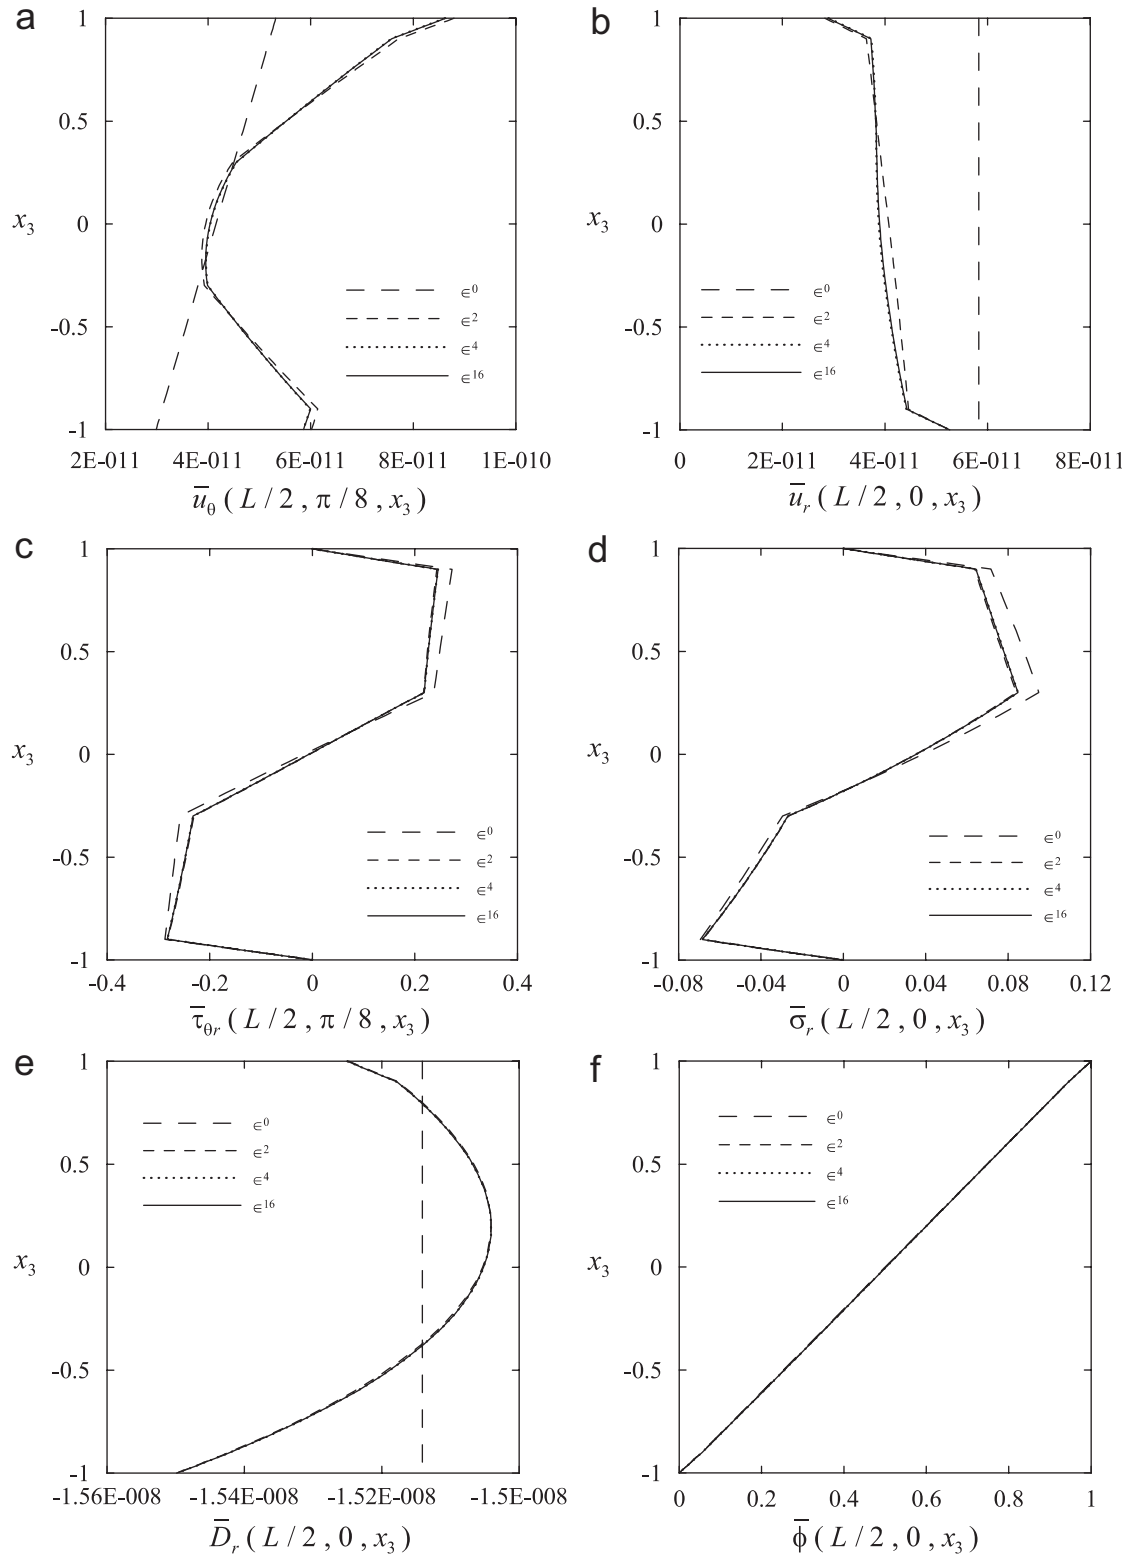 a
1
0.5
x₃
0
-0.5
-1
∈⁰
∈²
∈⁴
∈¹⁶
2E-011 4E-011 6E-011 8E-011 1E-010
u̅_θ ( L / 2 , π / 8 , x₃ )
b
1
0.5
x₃
0
-0.5
-1
∈⁰
∈²
∈⁴
∈¹⁶
0 2E-011 4E-011 6E-011 8E-011
u̅_r ( L / 2 , 0 , x₃ )
c
1
0.5
x₃
0
-0.5
-1
∈⁰
∈²
∈⁴
∈¹⁶
-0.4 -0.2 0 0.2 0.4
τ̅_θr ( L / 2 , π / 8 , x₃ )
d
1
0.5
x₃
0
-0.5
-1
∈⁰
∈²
∈⁴
∈¹⁶
-0.08 -0.04 0 0.04 0.08 0.12
σ̅_r ( L / 2 , 0 , x₃ )
e
1
0.5
x₃
0
-0.5
-1
∈⁰
∈²
∈⁴
∈¹⁶
-1.56E-008 -1.54E-008 -1.52E-008 -1.5E-008
D̅_r ( L / 2 , 0 , x₃ )
f
1
0.5
x₃
0
-0.5
-1
∈⁰
∈²
∈⁴
∈¹⁶
0 0.2 0.4 0.6 0.8 1
ϕ̅ ( L / 2 , 0 , x₃ )